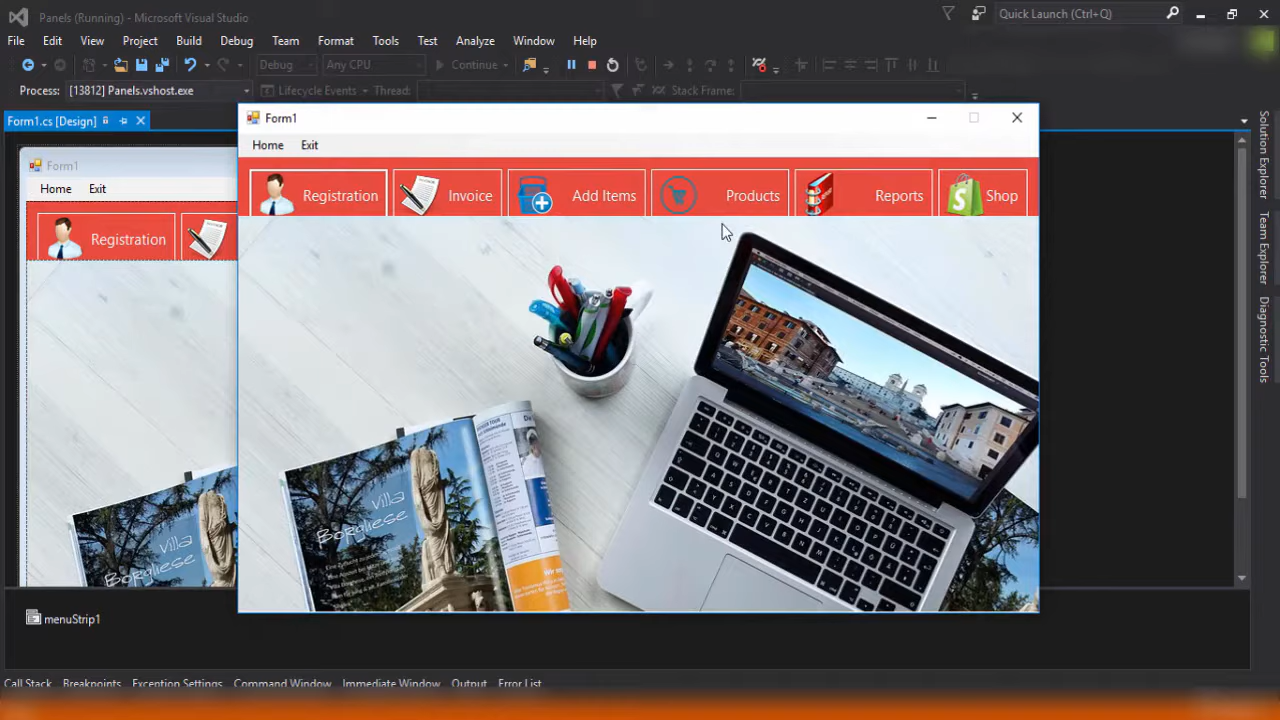 Panels (Running) - Microsoft Visual Studio
Quick Launch (Ctrl+Q)
File Edit View Project Build Debug Team Format Tools Test Analyze Window Help
Debug Any CPU Continue
Process: [13812] Panels.vshost.exe Lifecycle Events Thread: Stack Frame:
Form1.cs [Design]
Form1
Home Exit
Registration
Form1
Home Exit
Registration Invoice Add Items Products Reports Shop
Villa
Borgliese
Villa
Borgliese
Solution Explorer
Team Explorer
Diagnostic Tools
menuStrip1
Call Stack Breakpoints Exception Settings Command Window Immediate Window Output Error List